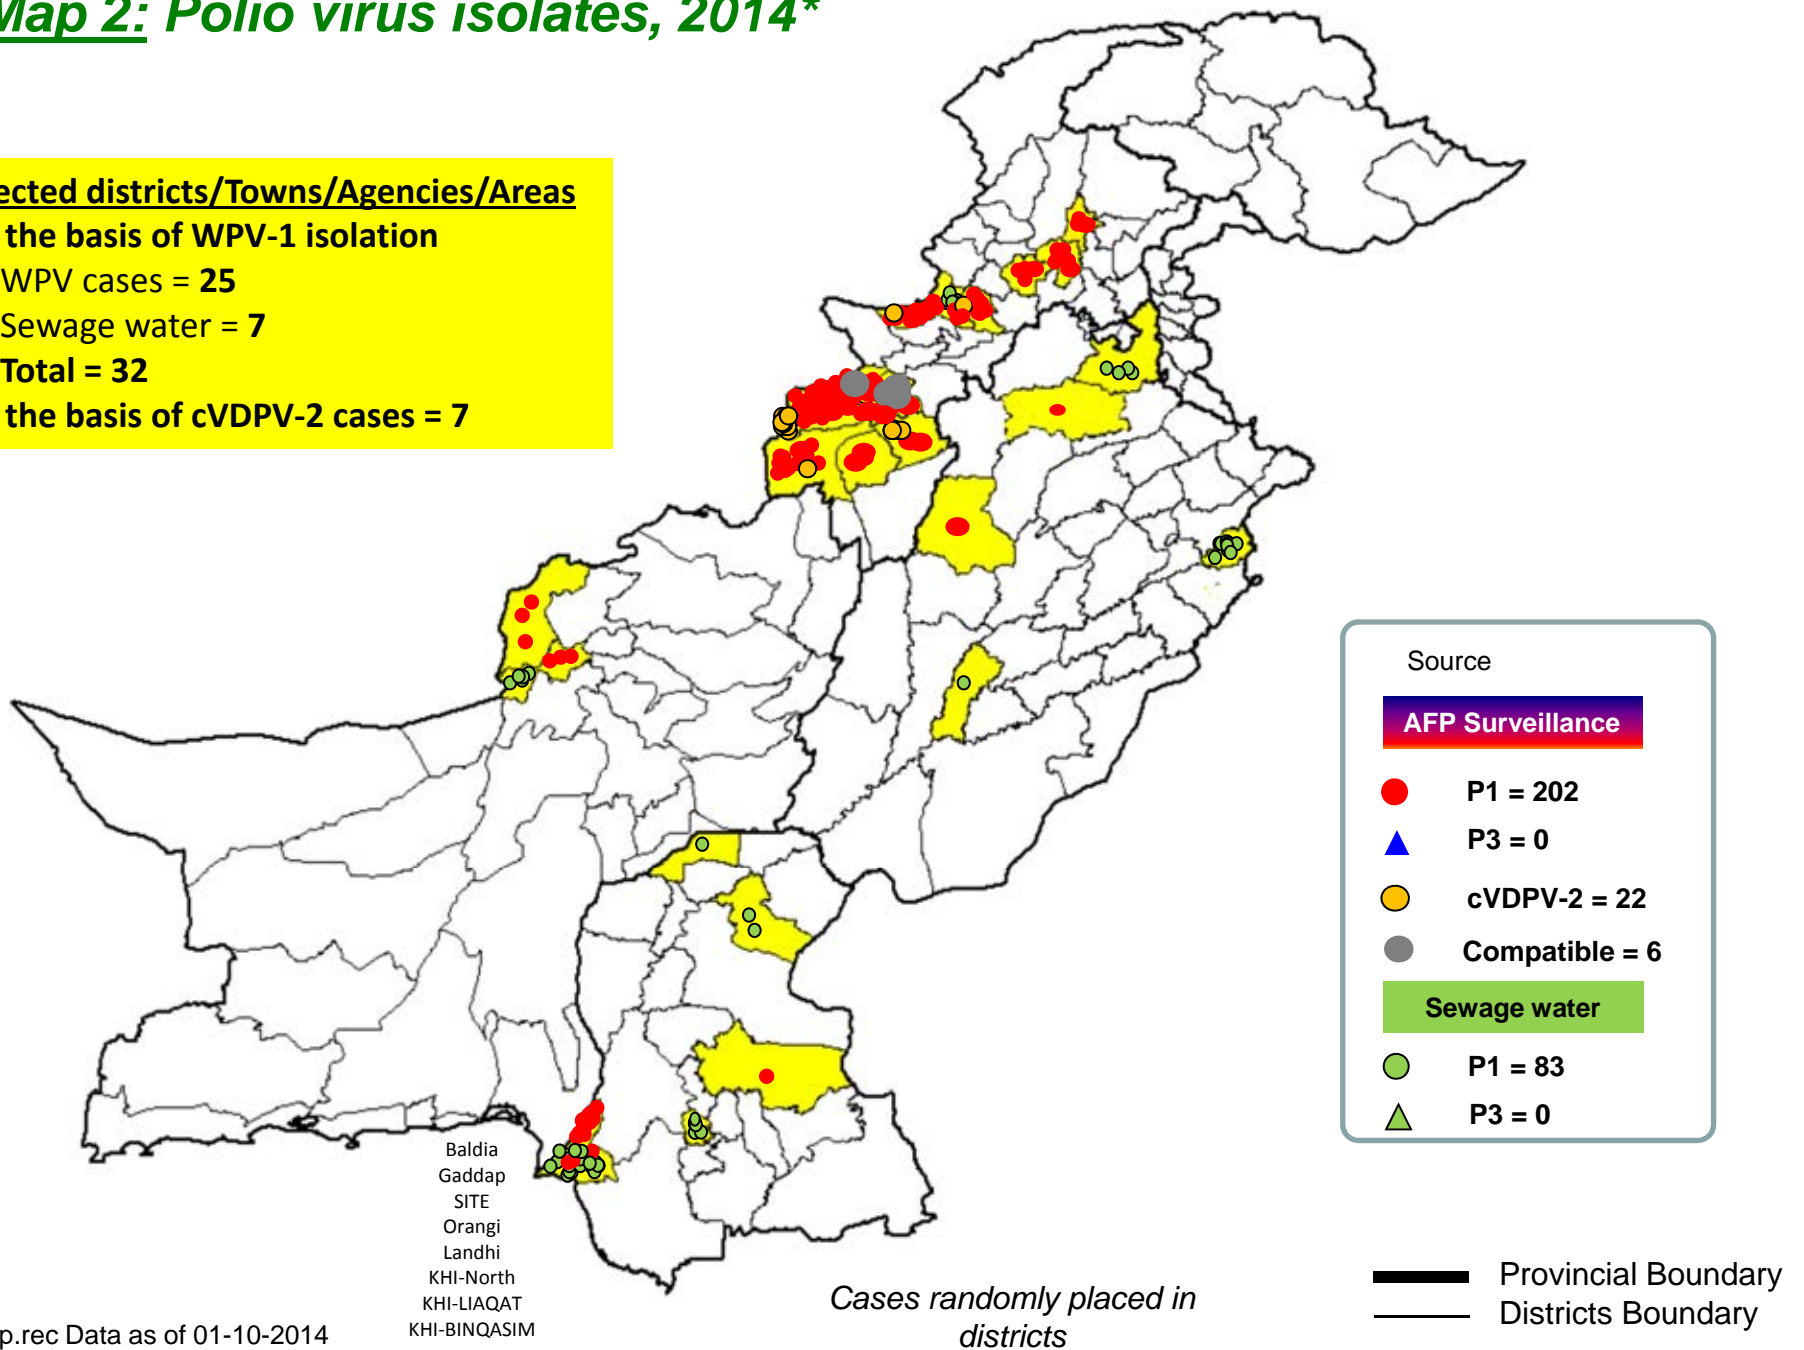 Map 2: Polio virus isolates, 2014*
ected districts/Towns/Agencies/Areas
the basis of WPV-1 isolation
WPV cases = 25
Sewage water = 7
Total = 32
the basis of cVDPV-2 cases = 7
Source
AFP Surveillance
P1 = 202
P3 = 0
cVDPV-2 = 22
Compatible = 6
Sewage water
P1 = 83
P3 = 0
Baldia
Gaddap
SITE
Orangi
Landhi
KHI-North
KHI-LIAQAT
KHI-BINQASIM
Cases randomly placed in
districts
Provincial Boundary
Districts Boundary
p.rec Data as of 01-10-2014